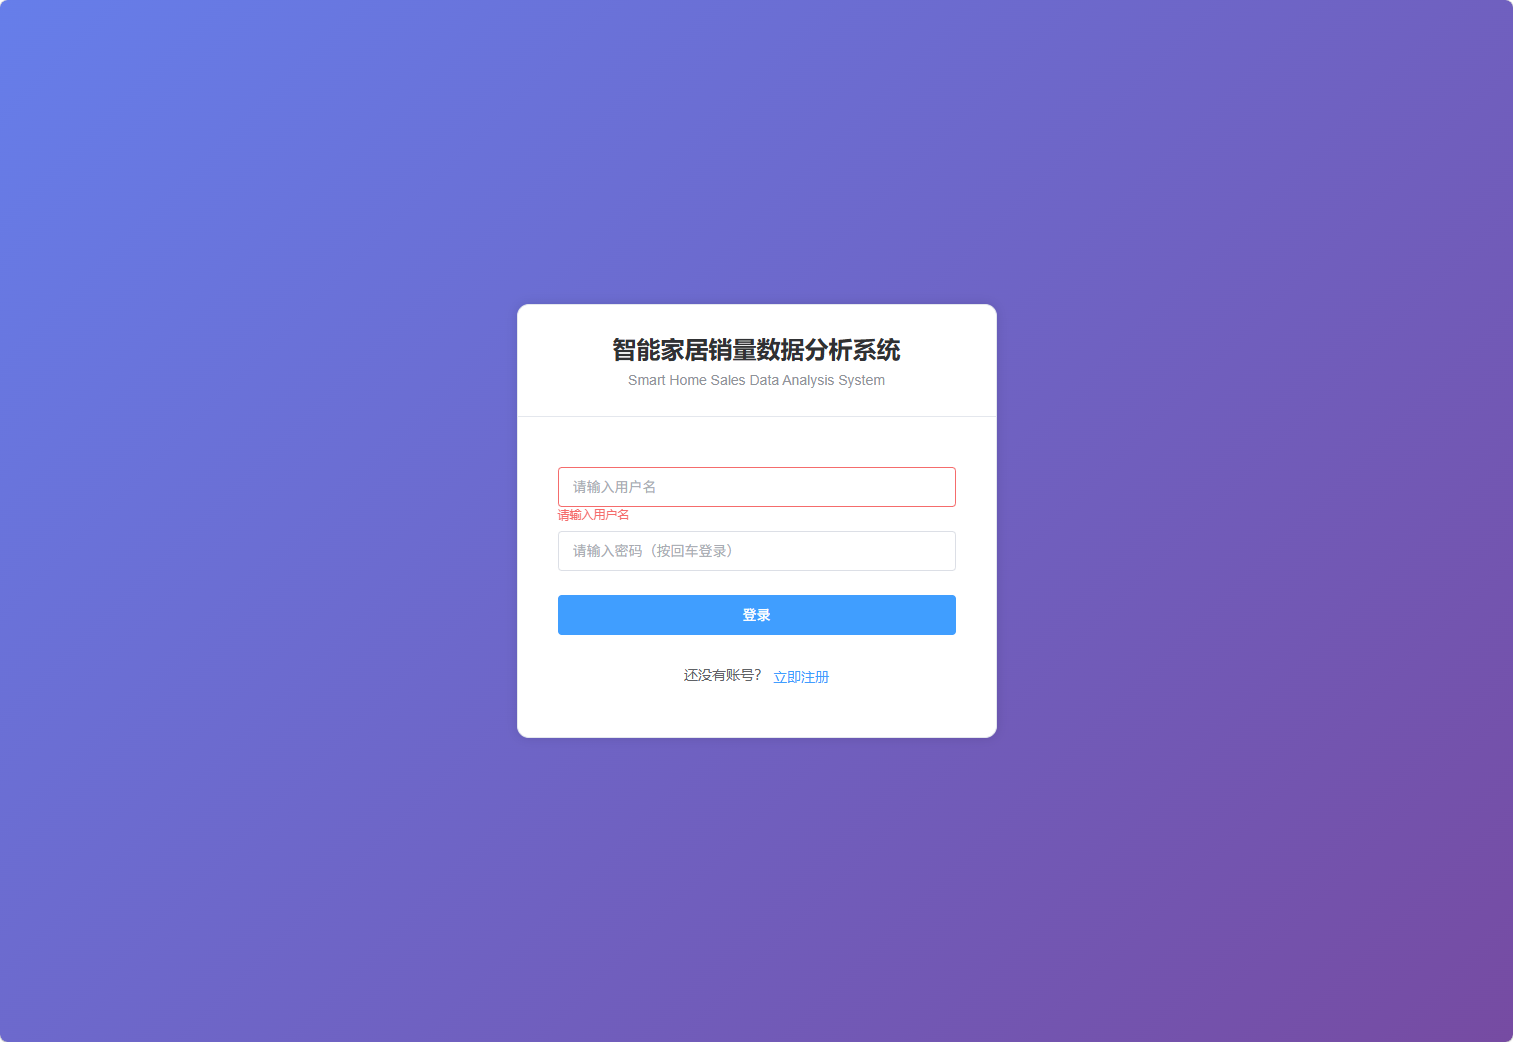 智能家居销量数据分析系统
Smart Home Sales Data Analysis System
请输入用户名
请输入用户名
请输入密码（按回车登录）
登录
还没有账号？ 立即注册